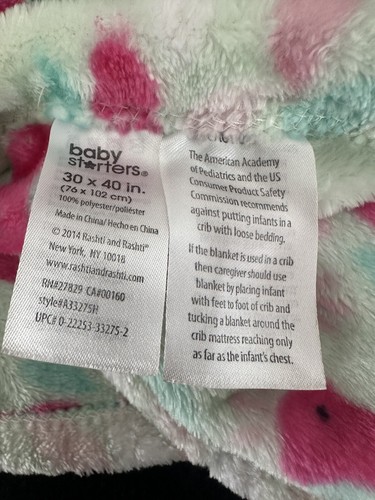 baby
starters®
30 x 40 in.
(76 x 102 cm)
100% polyester/poliéster
Made in China/Hecho en China
© 2014 Rashti and Rashti®
New York, NY 10018
www.rashtiandrashti.com
RN#27829 CA#00160
style#A33275H
UPC# 0-22253-33275-2
The American Academy
of Pediatrics and the US
Consumer Product Safety
Commission recommends
against putting infants in a
crib with loose bedding.
If the blanket is used in a crib
then caregiver should use
blanket by placing infant
with feet to foot of crib and
tucking a blanket around the
crib mattress reaching only
as far as the infant's chest.